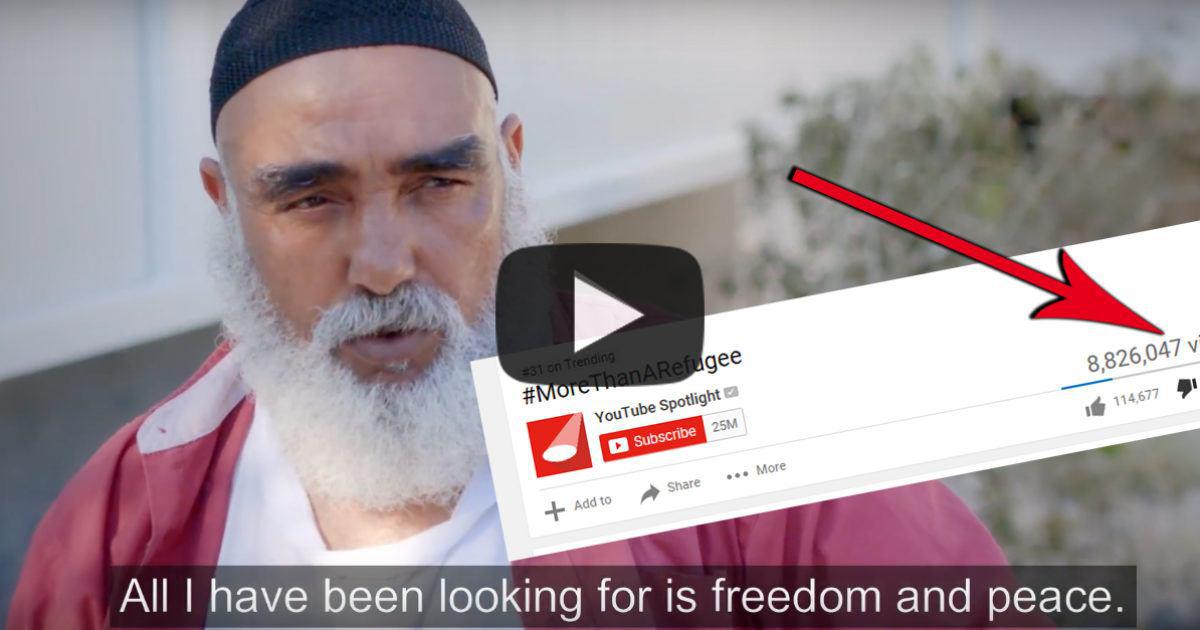 #31 on Trending
#MoreThanARefugee
YouTube Spotlight
Subscribe 25M
8,826,047
114,677
Add to Share More
All I have been looking for is freedom and peace.